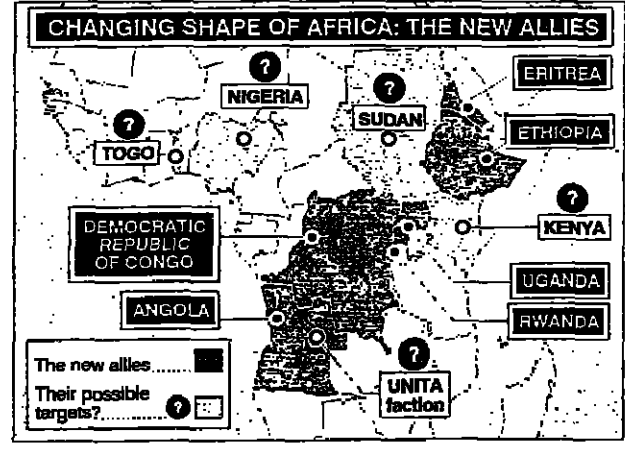 CHANGING SHAPE OF AFRICA: THE NEW ALLIES
?
NIGERIA
?
SUDAN
ERITREA
?
TOGO
ETHIOPIA
DEMOCRATIC
REPUBLIC
OF CONGO
?
KENYA
UGANDA
ANGOLA
RWANDA
The new allies........
Their possible
targets?............ ?
?
UNITA
faction